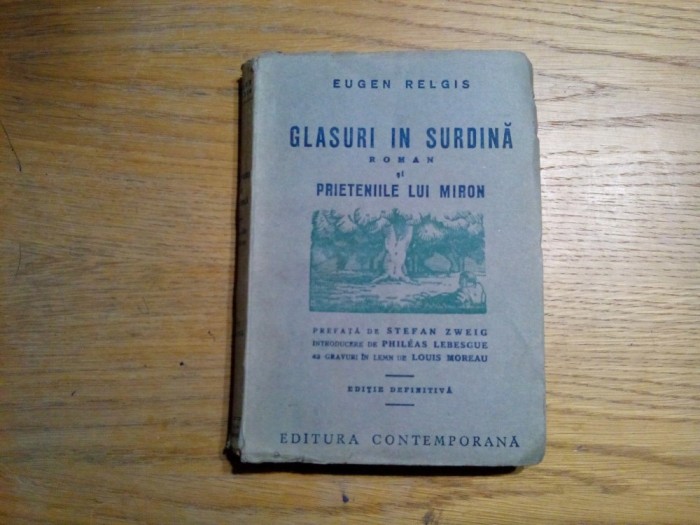 EUGEN RELGIS
GLASURI IN SURDINĂ
ROMAN
și
PRIETENIILE LUI MIRON
PREFAȚĂ DE STEFAN ZWEIG
INTRODUCERE DE PHILÉAS LEBESGUE
GRAVURI ÎN LEMN DE LOUIS MOREAU
EDIȚIE DEFINITIVĂ
EDITURA CONTEMPORANĂ